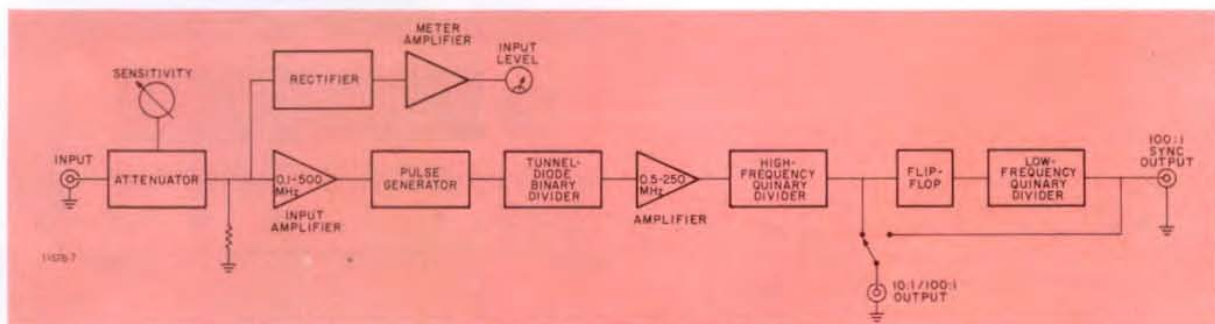 METER
AMPLIFIER
INPUT
LEVEL
SENSITIVITY
RECTIFIER
INPUT
ATTENUATOR
0.1-500
MHz
INPUT
AMPLIFIER
PULSE
GENERATOR
TUNNEL-
DIODE
BINARY
DIVIDER
0.5-250
MHz
AMPLIFIER
HIGH-
FREQUENCY
QUINARY
DIVIDER
FLIP-
FLOP
LOW-
FREQUENCY
QUINARY
DIVIDER
100:1
SYNC
OUTPUT
10:1/100:1
OUTPUT